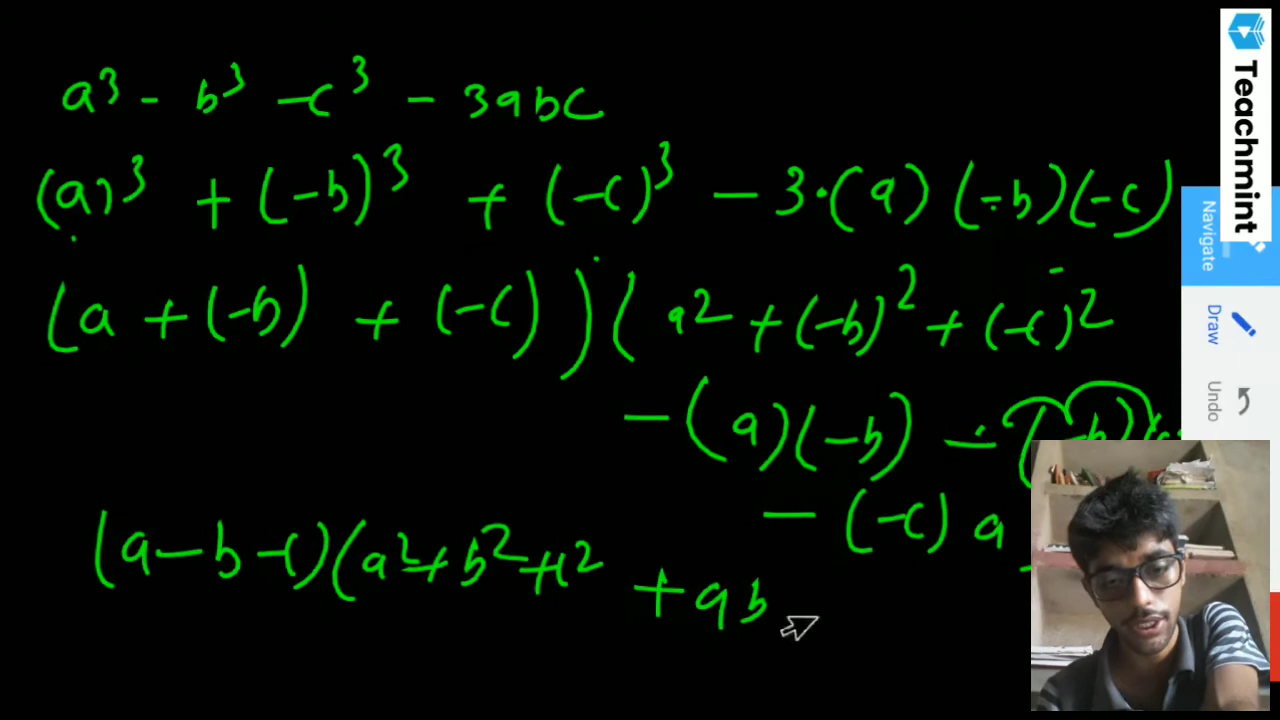 a³ - b³ - c³ - 3abc
(a)³ + (-b)³ + (-c)³ - 3·(a)(-b)(-c)
(a + (-b) + (-c))(a² + (-b)² + (-c)²
- (a)(-b) - (-b)(
- (-c) a
(a - b - c)(a² + b² + c² + ab
Teachmint
Navigate
Draw
Undo